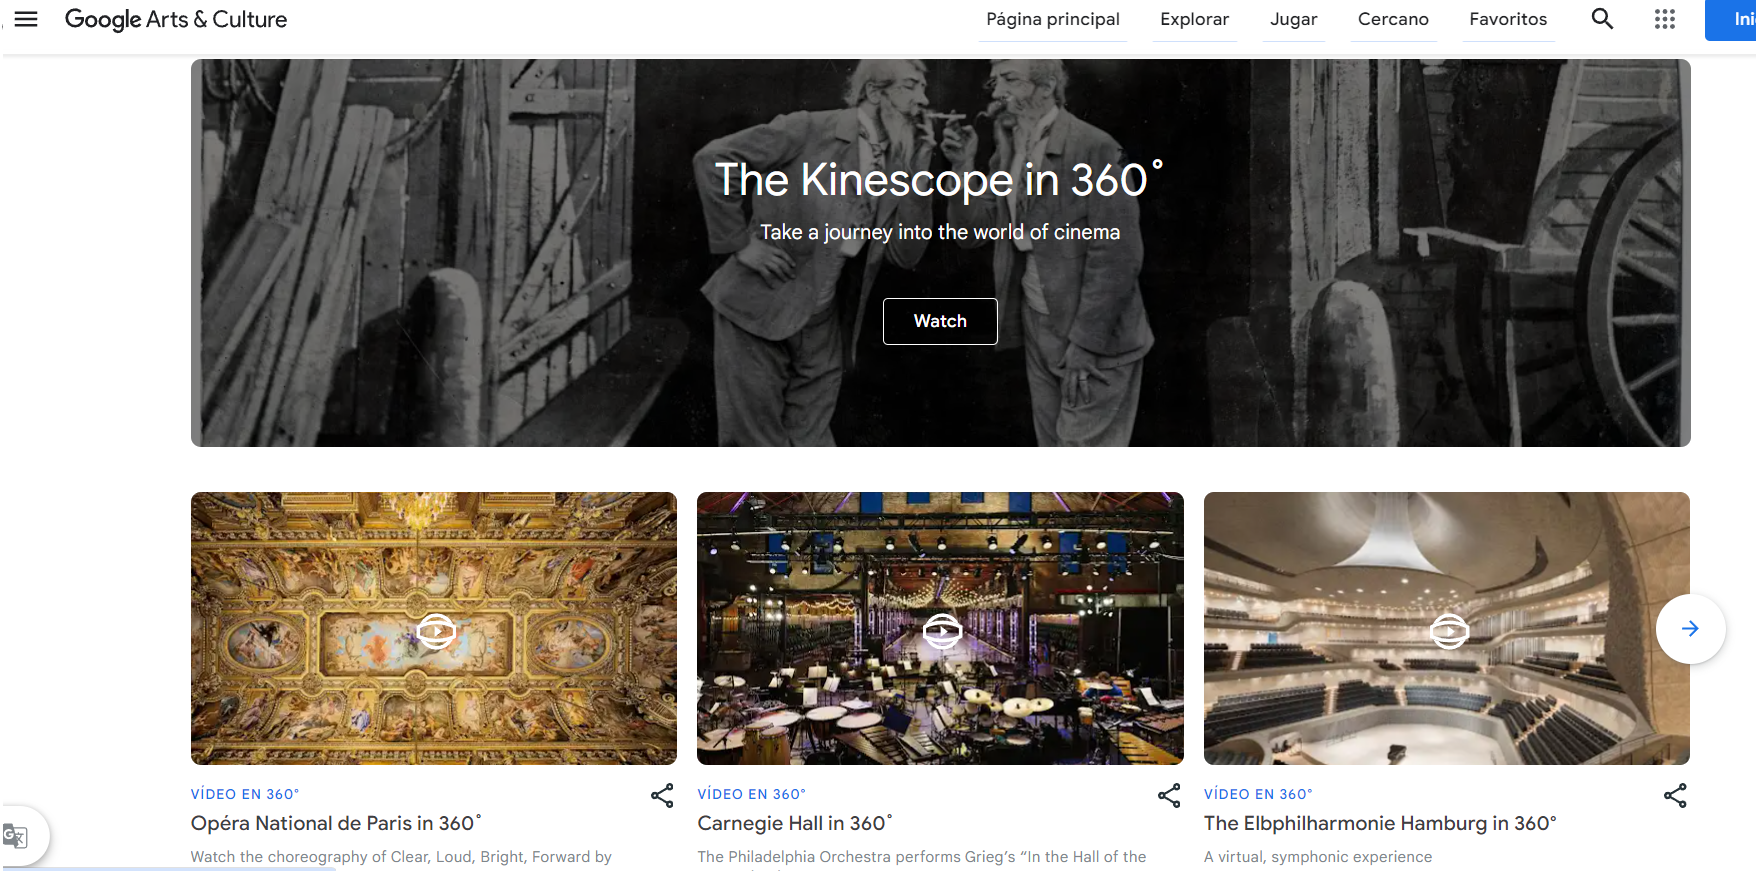 Google Arts & Culture
Página principal
Explorar
Jugar
Cercano
Favoritos
The Kinescope in 360°
Take a journey into the world of cinema
Watch
VÍDEO EN 360°
Opéra National de Paris in 360°
Watch the choreography of Clear, Loud, Bright, Forward by
VÍDEO EN 360°
Carnegie Hall in 360°
The Philadelphia Orchestra performs Grieg’s “In the Hall of the
VÍDEO EN 360°
The Elbphilharmonie Hamburg in 360°
A virtual, symphonic experience